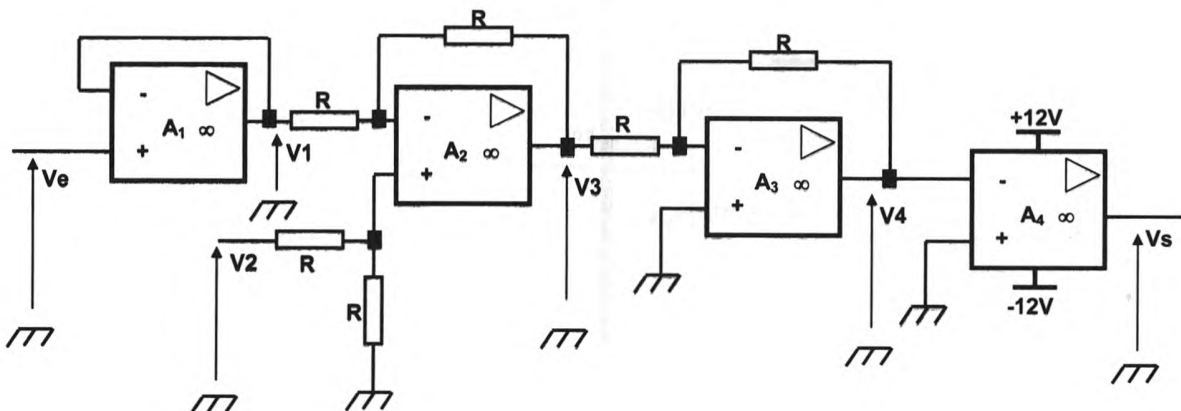 R
R
R
R
+12V
- A1 ∞ +
V1
- A2 ∞ +
V3
- A3 ∞ +
V4
- A4 ∞ +
Ve
V2
R
R
Vs
-12V